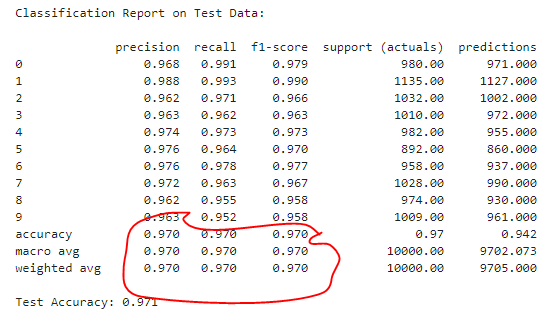 Classification Report on Test Data:
precision recall f1-score support (actuals) predictions
0 0.968 0.991 0.979 980.00 971.000
1 0.988 0.993 0.990 1135.00 1127.000
2 0.962 0.971 0.966 1032.00 1002.000
3 0.963 0.962 0.963 1010.00 972.000
4 0.974 0.973 0.973 982.00 955.000
5 0.976 0.964 0.970 892.00 860.000
6 0.976 0.978 0.977 958.00 937.000
7 0.972 0.963 0.967 1028.00 990.000
8 0.962 0.955 0.958 974.00 930.000
9 0.963 0.952 0.958 1009.00 961.000
accuracy 0.970 0.970 0.970 0.97 0.942
macro avg 0.970 0.970 0.970 10000.00 9702.073
weighted avg 0.970 0.970 0.970 10000.00 9705.000
Test Accuracy: 0.971